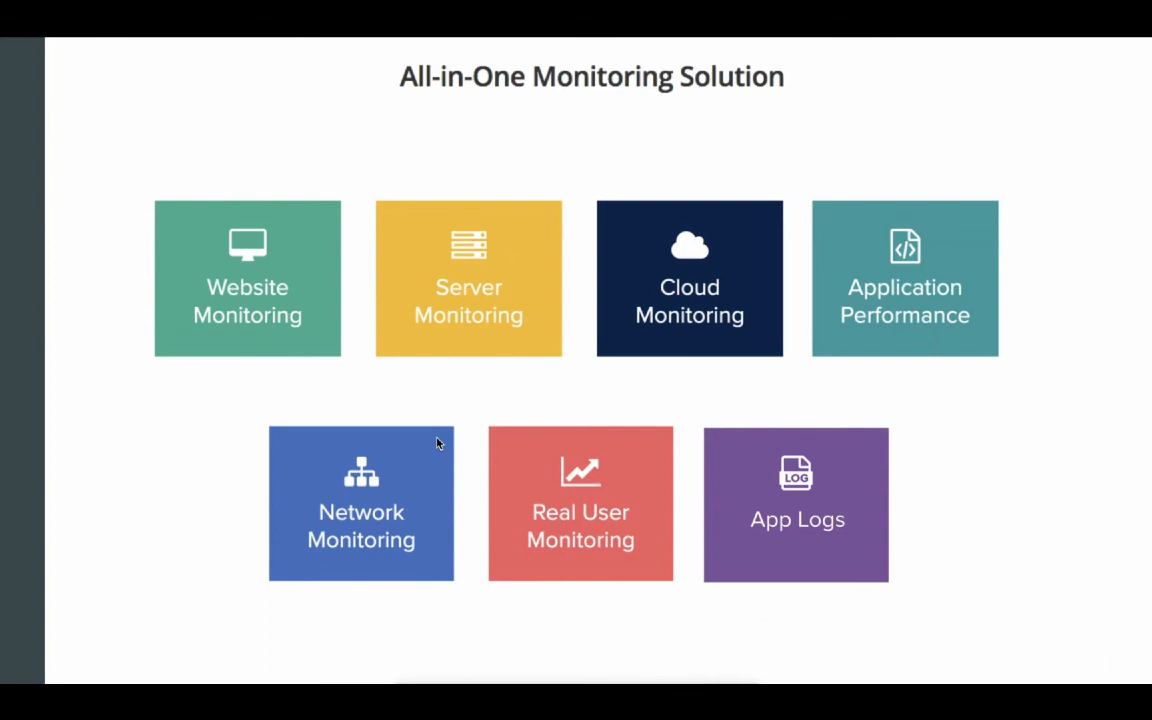 All-in-One Monitoring Solution
Website
Monitoring
Server
Monitoring
Cloud
Monitoring
Application
Performance
Network
Monitoring
Real User
Monitoring
LOG
App Logs